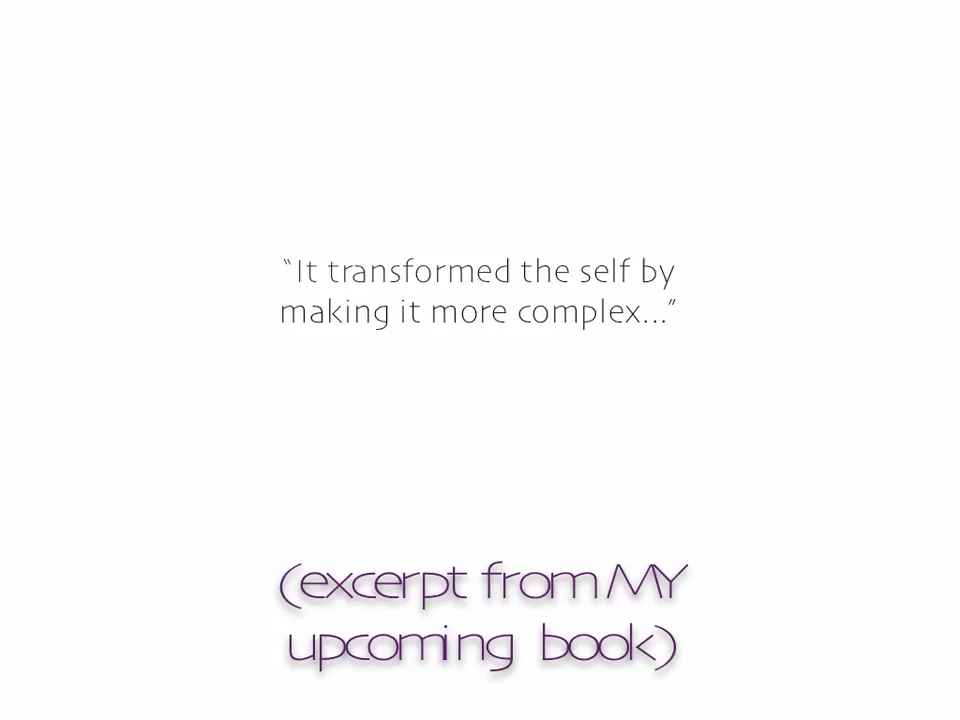 “It transformed the self by
making it more complex...”
(excerpt from MY
upcoming book)